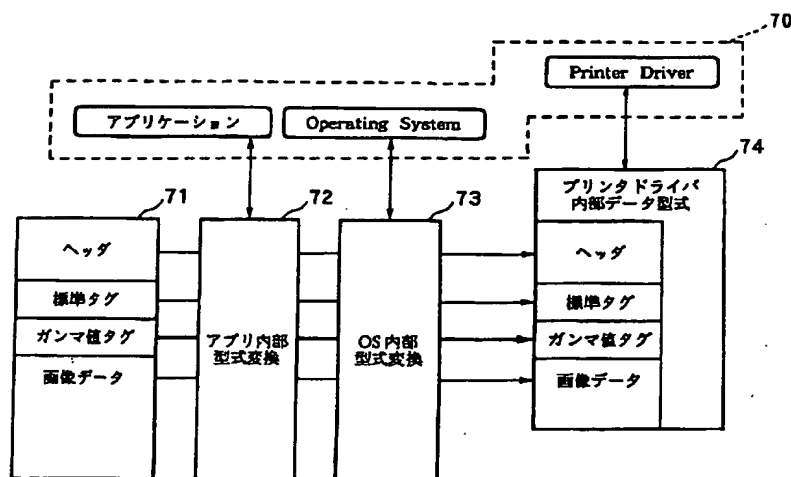 70
Printer Driver
アプリケーション
Operating System
74
71
72
73
プリンタドライバ
内部データ型式
ヘッダ
標準タグ
ガンマ値タグ
画像データ
アプリ内部
型式変換
OS内部
型式変換
ヘッダ
標準タグ
ガンマ値タグ
画像データ